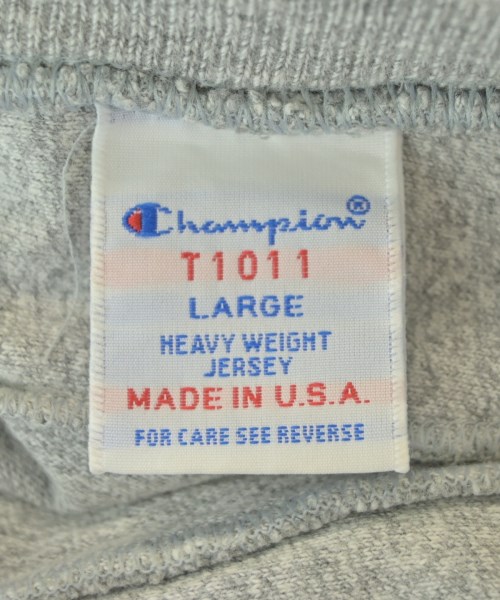 Champion®
T1011
LARGE
HEAVY WEIGHT
JERSEY
MADE IN U.S.A.
FOR CARE SEE REVERSE